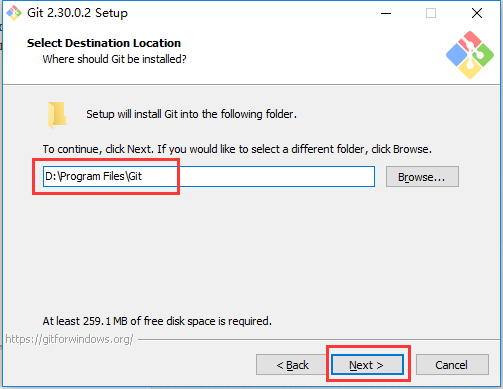 Git 2.30.0.2 Setup
Select Destination Location
Where should Git be installed?
Setup will install Git into the following folder.
To continue, click Next. If you would like to select a different folder, click Browse.
D:\Program Files\Git
Browse...
At least 259.1 MB of free disk space is required.
https://gitforwindows.org/
< Back
Next >
Cancel